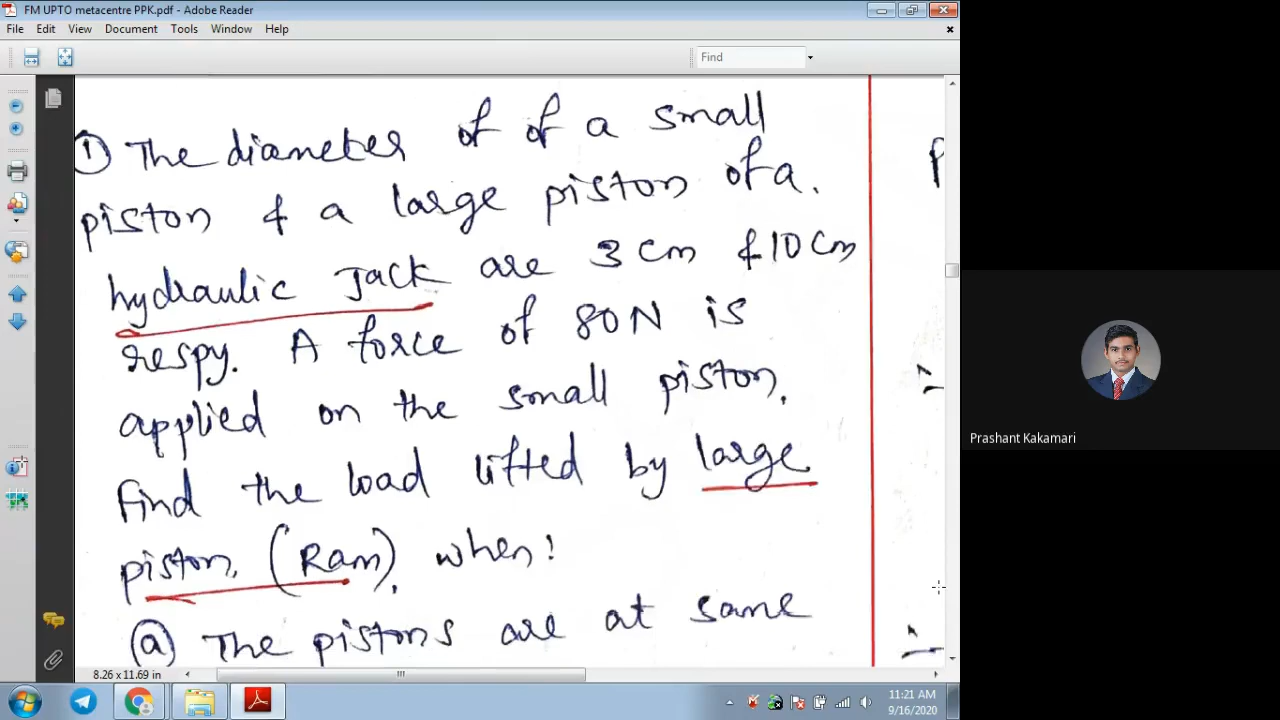 FM UPTO metacentre PPK.pdf - Adobe Reader
File Edit View Document Tools Window Help
Find
① The diameter of of a small
piston & a large piston of a.
hydraulic Jack are 3 cm & 10 cm
respy. A force of 80N is
applied on the small piston.
Find the load lifted by large
piston. (Ram). when:
ⓐ The pistons are at same
8.26 x 11.69 in
11:21 AM
9/16/2020
Prashant Kakamari